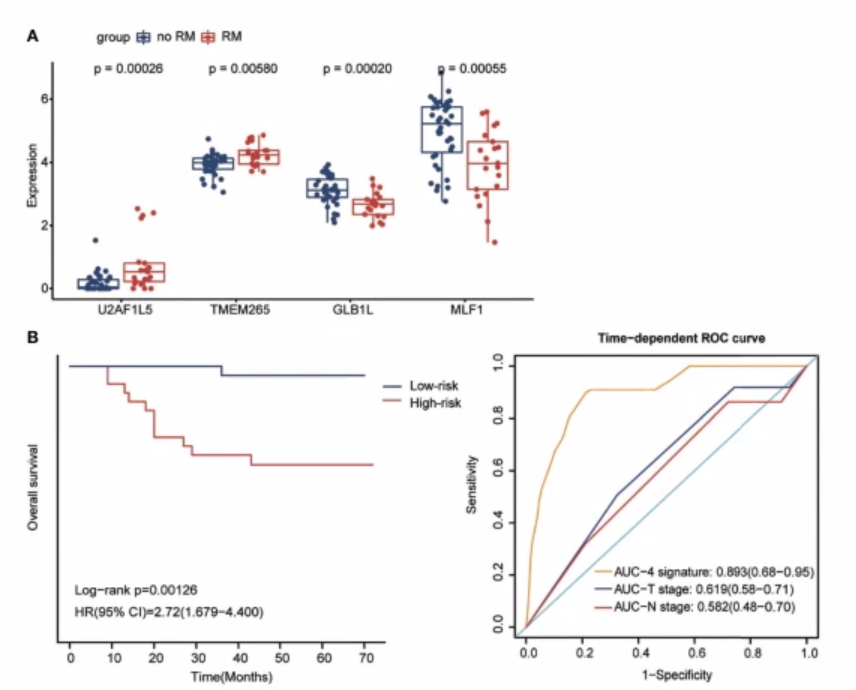 A
group no RM RM
p = 0.00026 p = 0.00580 p = 0.00020 p = 0.00055
Expression
6
4
2
0
U2AF1L5 TMEM265 GLB1L MLF1
B
Overall survival
Low-risk
High-risk
Log-rank p=0.00126
HR(95% CI)=2.72(1.679-4.400)
0 10 20 30 40 50 60 70
Time(Months)
Time-dependent ROC curve
Sensitivity
1.0
0.8
0.6
0.4
0.2
0.0
AUC-4 signature: 0.893(0.68-0.95)
AUC-T stage: 0.619(0.58-0.71)
AUC-N stage: 0.582(0.48-0.70)
0.0 0.2 0.4 0.6 0.8 1.0
1-Specificity